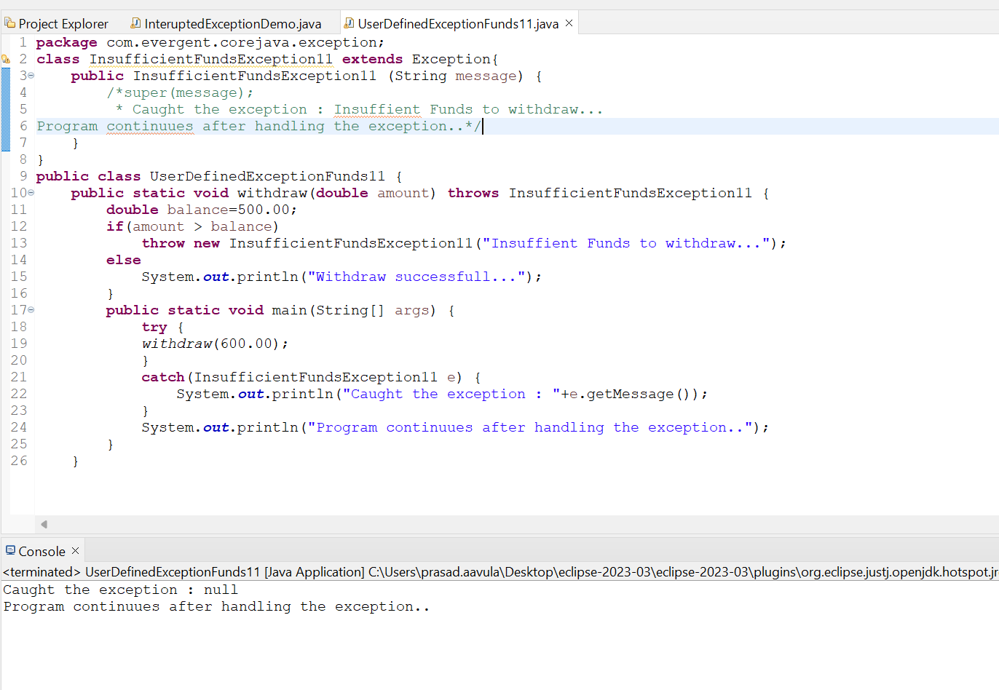 Project Explorer InteruptedExceptionDemo.java UserDefinedExceptionFunds11.java ×
1 package com.evergent.corejava.exception;
2 class InsufficientFundsException11 extends Exception{
3 public InsufficientFundsException11 (String message) {
4 /*super(message);
5 * Caught the exception : Insuffient Funds to withdraw...
6 Program continuues after handling the exception..*/
7 }
8 }
9 public class UserDefinedExceptionFunds11 {
10 public static void withdraw(double amount) throws InsufficientFundsException11 {
11 double balance=500.00;
12 if(amount > balance)
13 throw new InsufficientFundsException11("Insuffient Funds to withdraw...");
14 else
15 System.out.println("Withdraw successfull...");
16 }
17 public static void main(String[] args) {
18 try {
19 withdraw(600.00);
20 }
21 catch(InsufficientFundsException11 e) {
22 System.out.println("Caught the exception : "+e.getMessage());
23 }
24 System.out.println("Program continuues after handling the exception..");
25 }
26 }
Console ×
<terminated> UserDefinedExceptionFunds11 [Java Application] C:\Users\prasad.aavula\Desktop\eclipse-2023-03\eclipse-2023-03\plugins\org.eclipse.justj.openjdk.hotspot.jr
Caught the exception : null
Program continuues after handling the exception..